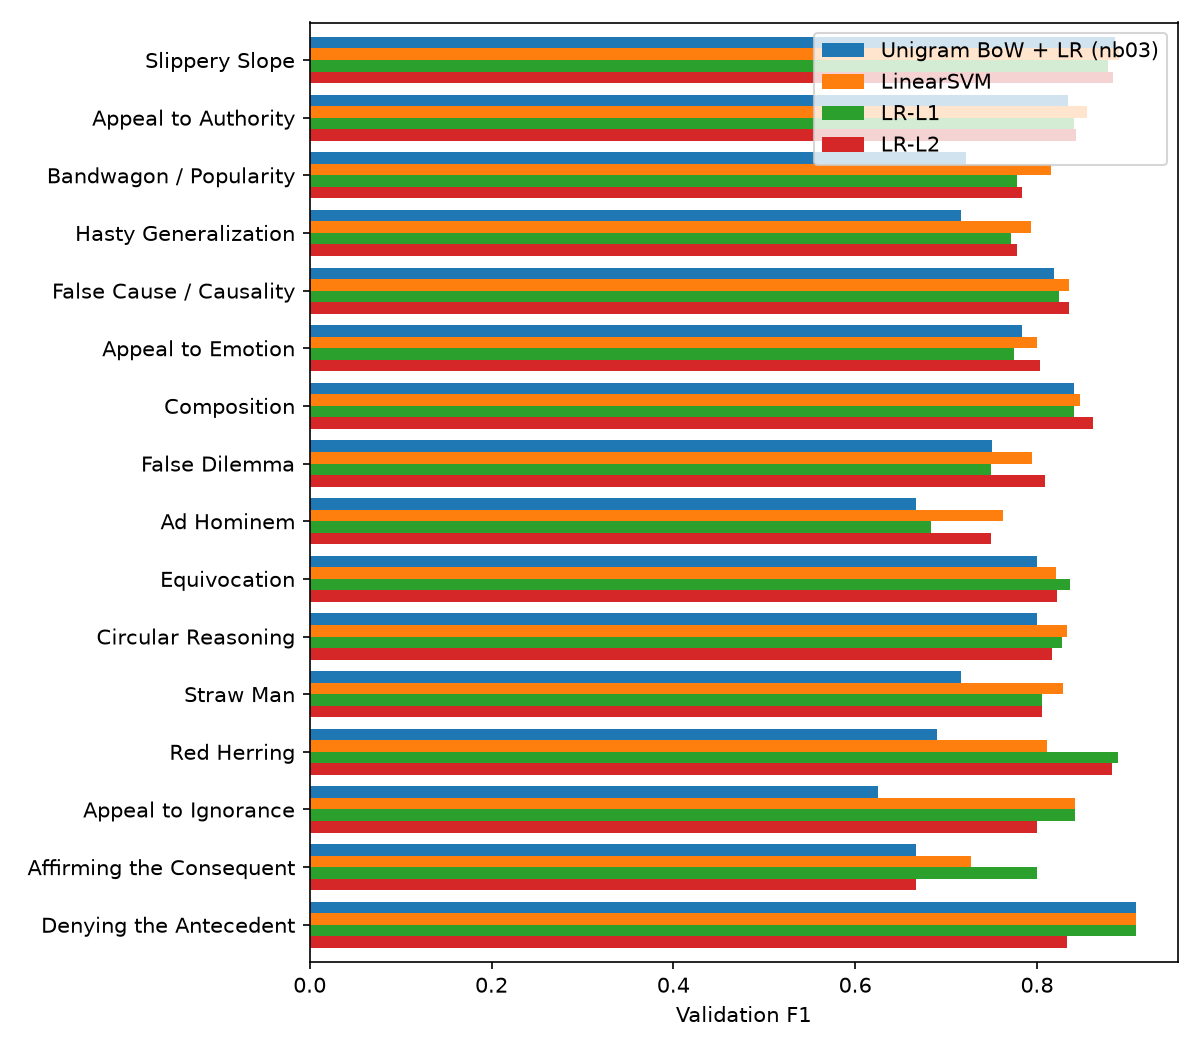 Unigram BoW + LR (nb03)
LinearSVM
LR-L1
LR-L2
Slippery Slope
Appeal to Authority
Bandwagon / Popularity
Hasty Generalization
False Cause / Causality
Appeal to Emotion
Composition
False Dilemma
Ad Hominem
Equivocation
Circular Reasoning
Straw Man
Red Herring
Appeal to Ignorance
Affirming the Consequent
Denying the Antecedent
0.0 0.2 0.4 0.6 0.8
Validation F1